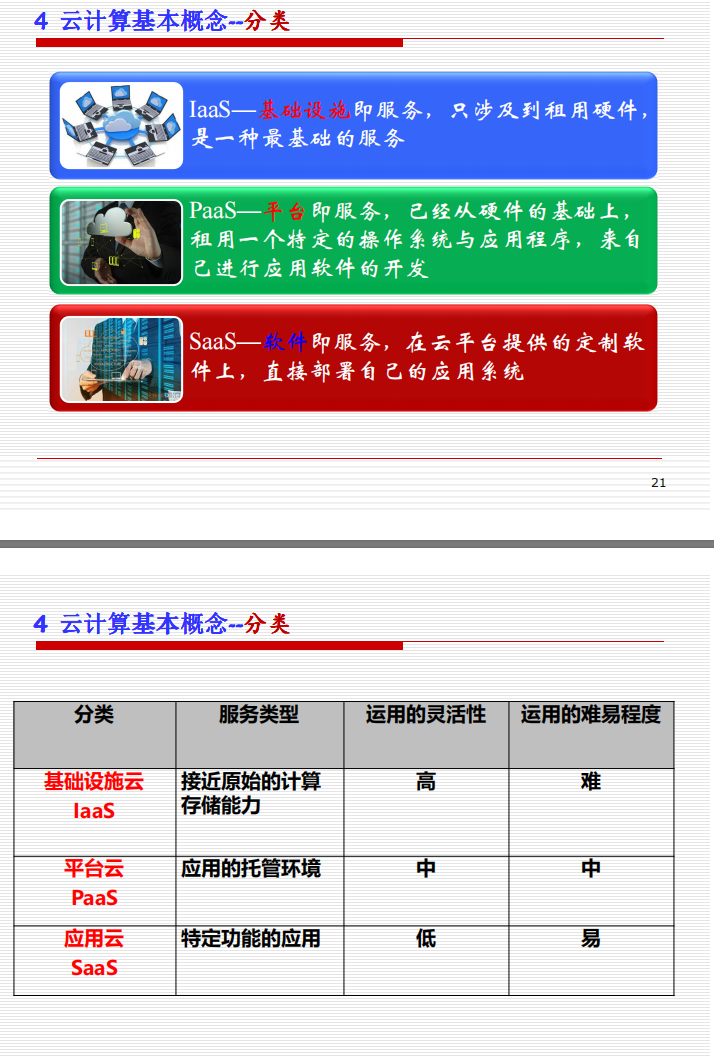 4 云计算基本概念--分类
IaaS—基础设施即服务，只涉及到租用硬件，
是一种最基础的服务
PaaS—平台即服务，已经从硬件的基础上，
租用一个特定的操作系统与应用程序，来自
己进行应用软件的开发
SaaS—软件即服务，在云平台提供的定制软
件上，直接部署自己的应用系统
21
4 云计算基本概念--分类
分类 服务类型 运用的灵活性 运用的难易程度
基础设施云 接近原始的计算 高 难
IaaS 存储能力
平台云 应用的托管环境 中 中
PaaS
应用云 特定功能的应用 低 易
SaaS